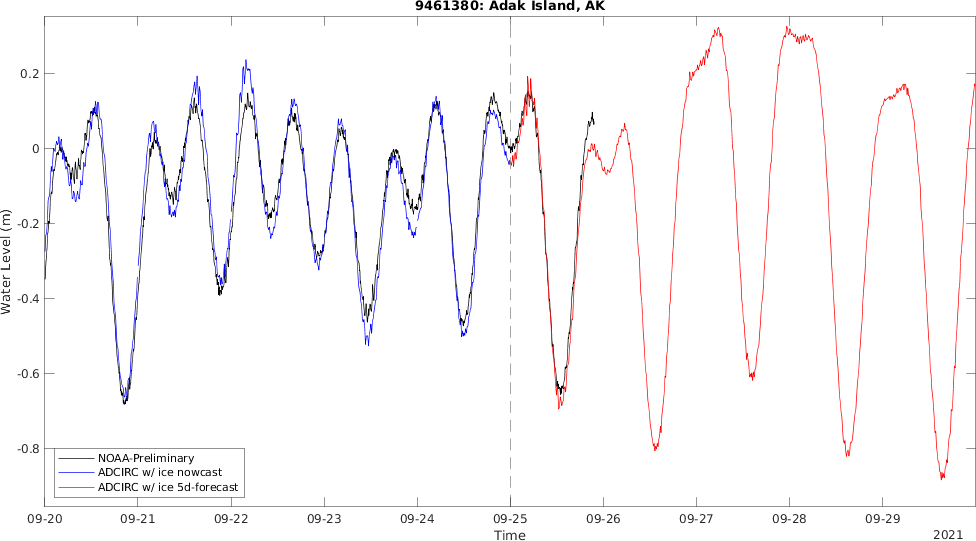 9461380: Adak Island, AK
0.2
0
-0.2
-0.4
-0.6
-0.8
Water Level (m)
NOAA-Preliminary
ADCIRC w/ ice nowcast
ADCIRC w/ ice 5d-forecast
09-20 09-21 09-22 09-23 09-24 09-25 09-26 09-27 09-28 09-29
Time
2021